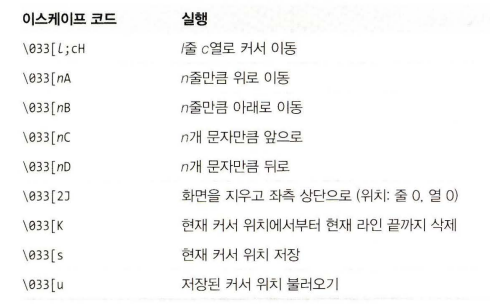 이스케이프 코드 실행
\033[l;cH l줄 c열로 커서 이동
\033[nA n줄만큼 위로 이동
\033[nB n줄만큼 아래로 이동
\033[nC n개 문자만큼 앞으로
\033[nD n개 문자만큼 뒤로
\033[2J 화면을 지우고 좌측 상단으로 (위치: 줄 0, 열 0)
\033[K 현재 커서 위치에서부터 현재 라인 끝까지 삭제
\033[s 현재 커서 위치 저장
\033[u 저장된 커서 위치 불러오기